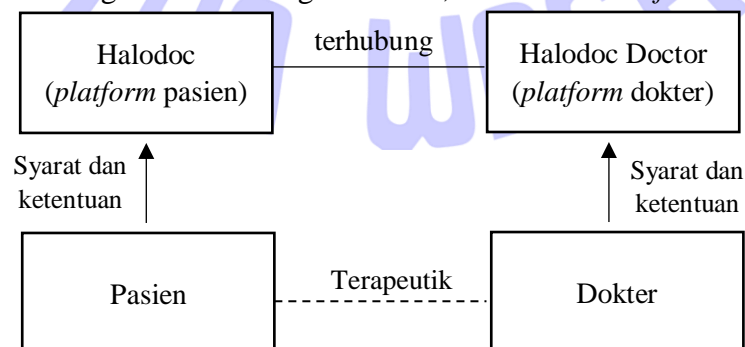 terhubung
Halodoc
(platform pasien)
Halodoc Doctor
(platform dokter)
Syarat dan
ketentuan
Syarat dan
ketentuan
Pasien
Terapeutik
Dokter